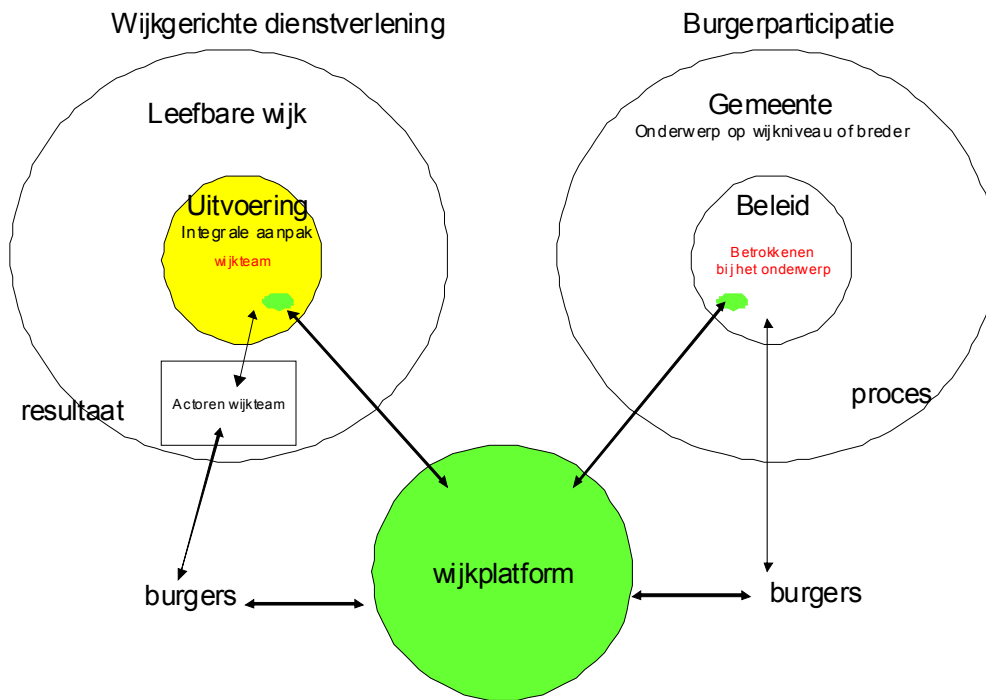 Wijkgerichte dienstverlening
Burgerparticipatie
Leefbare wijk
Uitvoering
Integrale aanpak
wijkteam
Actoren wijkteam
resultaat
burgers
Gemeente
Onderwerp op wijkniveau of breder
Beleid
Betrokkenen
bij het onderwerp
proces
wijkplatform
burgers